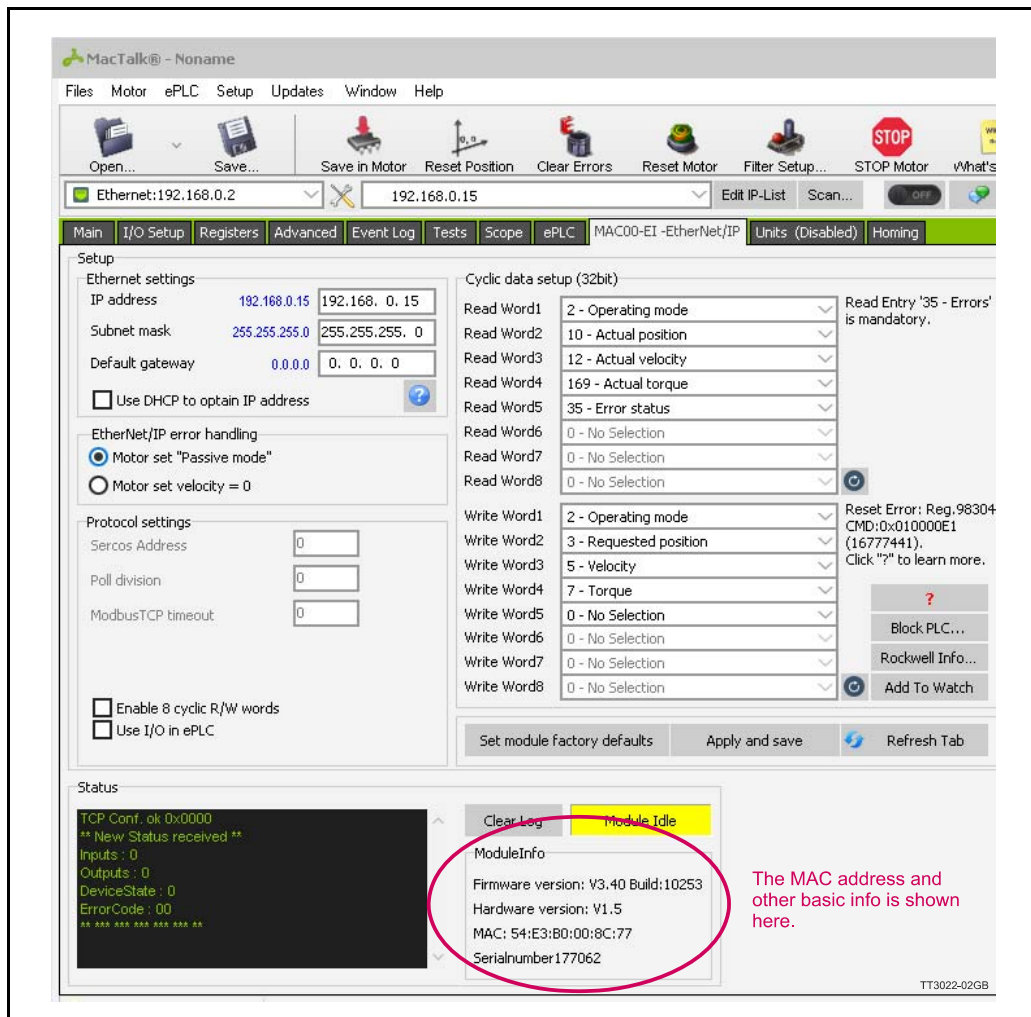 MacTalk® - Noname
Files Motor ePLC Setup Updates Window Help
Open... Save... Save in Motor Reset Position Clear Errors Reset Motor Filter Setup... STOP Motor What's
STOP
Ethernet:192.168.0.2 192.168.0.15 Edit IP-List Scan... OFF
Main I/O Setup Registers Advanced Event Log Tests Scope ePLC MAC00-EI -EtherNet/IP Units (Disabled) Homing
Setup
Ethernet settings
IP address 192.168.0.15 192.168. 0. 15
Subnet mask 255.255.255.0 255.255.255. 0
Default gateway 0.0.0.0 0. 0. 0. 0
Use DHCP to optain IP address ?
EtherNet/IP error handling
Motor set "Passive mode"
Motor set velocity = 0
Protocol settings
Sercos Address 0
Poll division 0
ModbusTCP timeout 0
Enable 8 cyclic R/W words
Use I/O in ePLC
Cyclic data setup (32bit)
Read Word1 2 - Operating mode
Read Word2 10 - Actual position
Read Word3 12 - Actual velocity
Read Word4 169 - Actual torque
Read Word5 35 - Error status
Read Word6 0 - No Selection
Read Word7 0 - No Selection
Read Word8 0 - No Selection
Read Entry '35 - Errors'
is mandatory.
Write Word1 2 - Operating mode
Write Word2 3 - Requested position
Write Word3 5 - Velocity
Write Word4 7 - Torque
Write Word5 0 - No Selection
Write Word6 0 - No Selection
Write Word7 0 - No Selection
Write Word8 0 - No Selection
Reset Error: Reg.98304
CMD:0x010000E1
(16777441).
Click "?" to learn more.
?
Block PLC...
Rockwell Info...
Add To Watch
Set module factory defaults Apply and save Refresh Tab
Status
TCP Conf. ok 0x0000
** New Status received **
Inputs : 0
Outputs : 0
DeviceState : 0
ErrorCode : 00
** *** *** *** *** *** **
Clear Log Module Idle
ModuleInfo
Firmware version: V3.40 Build:10253
Hardware version: V1.5
MAC: 54:E3:B0:00:8C:77
Serialnumber177062
The MAC address and
other basic info is shown
here.
TT3022-02GB